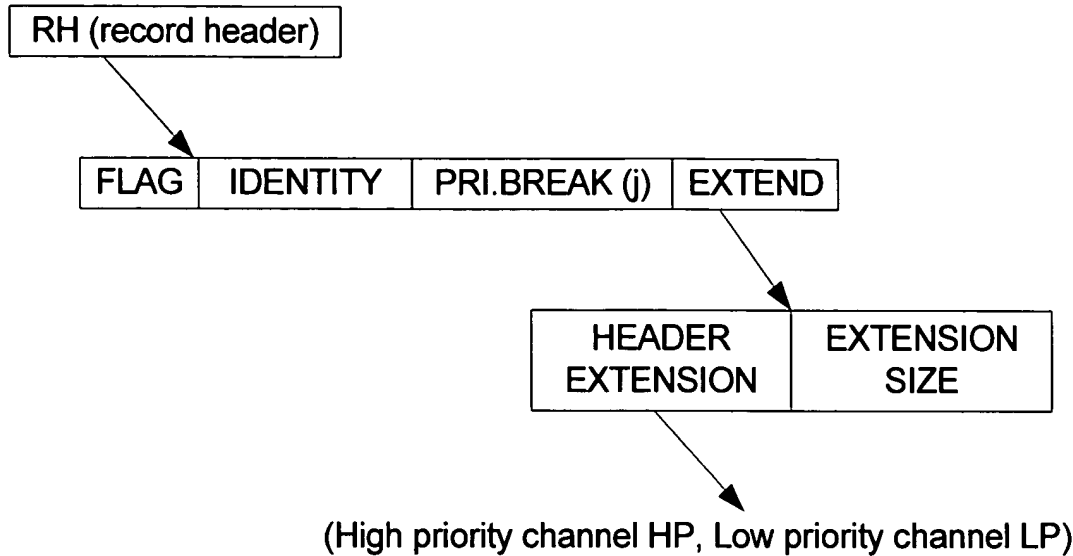 RH (record header)
FLAG IDENTITY PRI.BREAK (j) EXTEND
HEADER EXTENSION
EXTENSION SIZE
(High priority channel HP, Low priority channel LP)